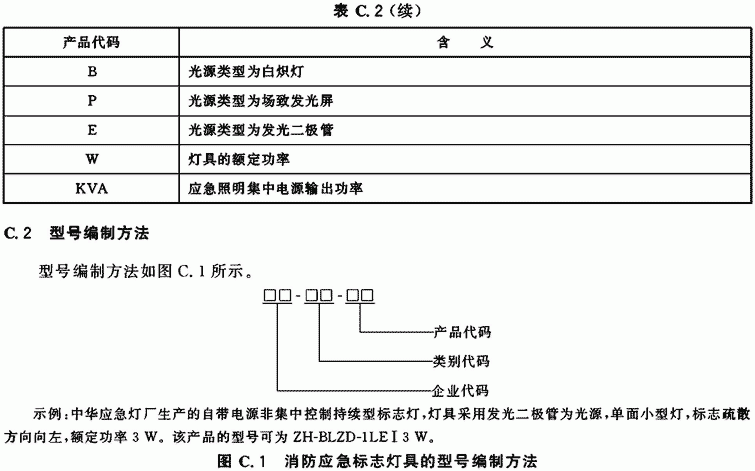 表 C.2(续)
产品代码 含 义
B 光源类型为白炽灯
P 光源类型为场致发光屏
E 光源类型为发光二极管
W 灯具的额定功率
KVA 应急照明集中电源输出功率
C.2 型号编制方法
型号编制方法如图 C.1 所示。
□□-□□-□□
产品代码
类别代码
企业代码
示例:中华应急灯厂生产的自带电源非集中控制持续型标志灯,灯具采用发光二极管为光源,单面小型灯,标志疏散
方向向左,额定功率 3 W。该产品的型号可为 ZH-BLZD-1LEⅠ3 W。
图 C.1 消防应急标志灯具的型号编制方法